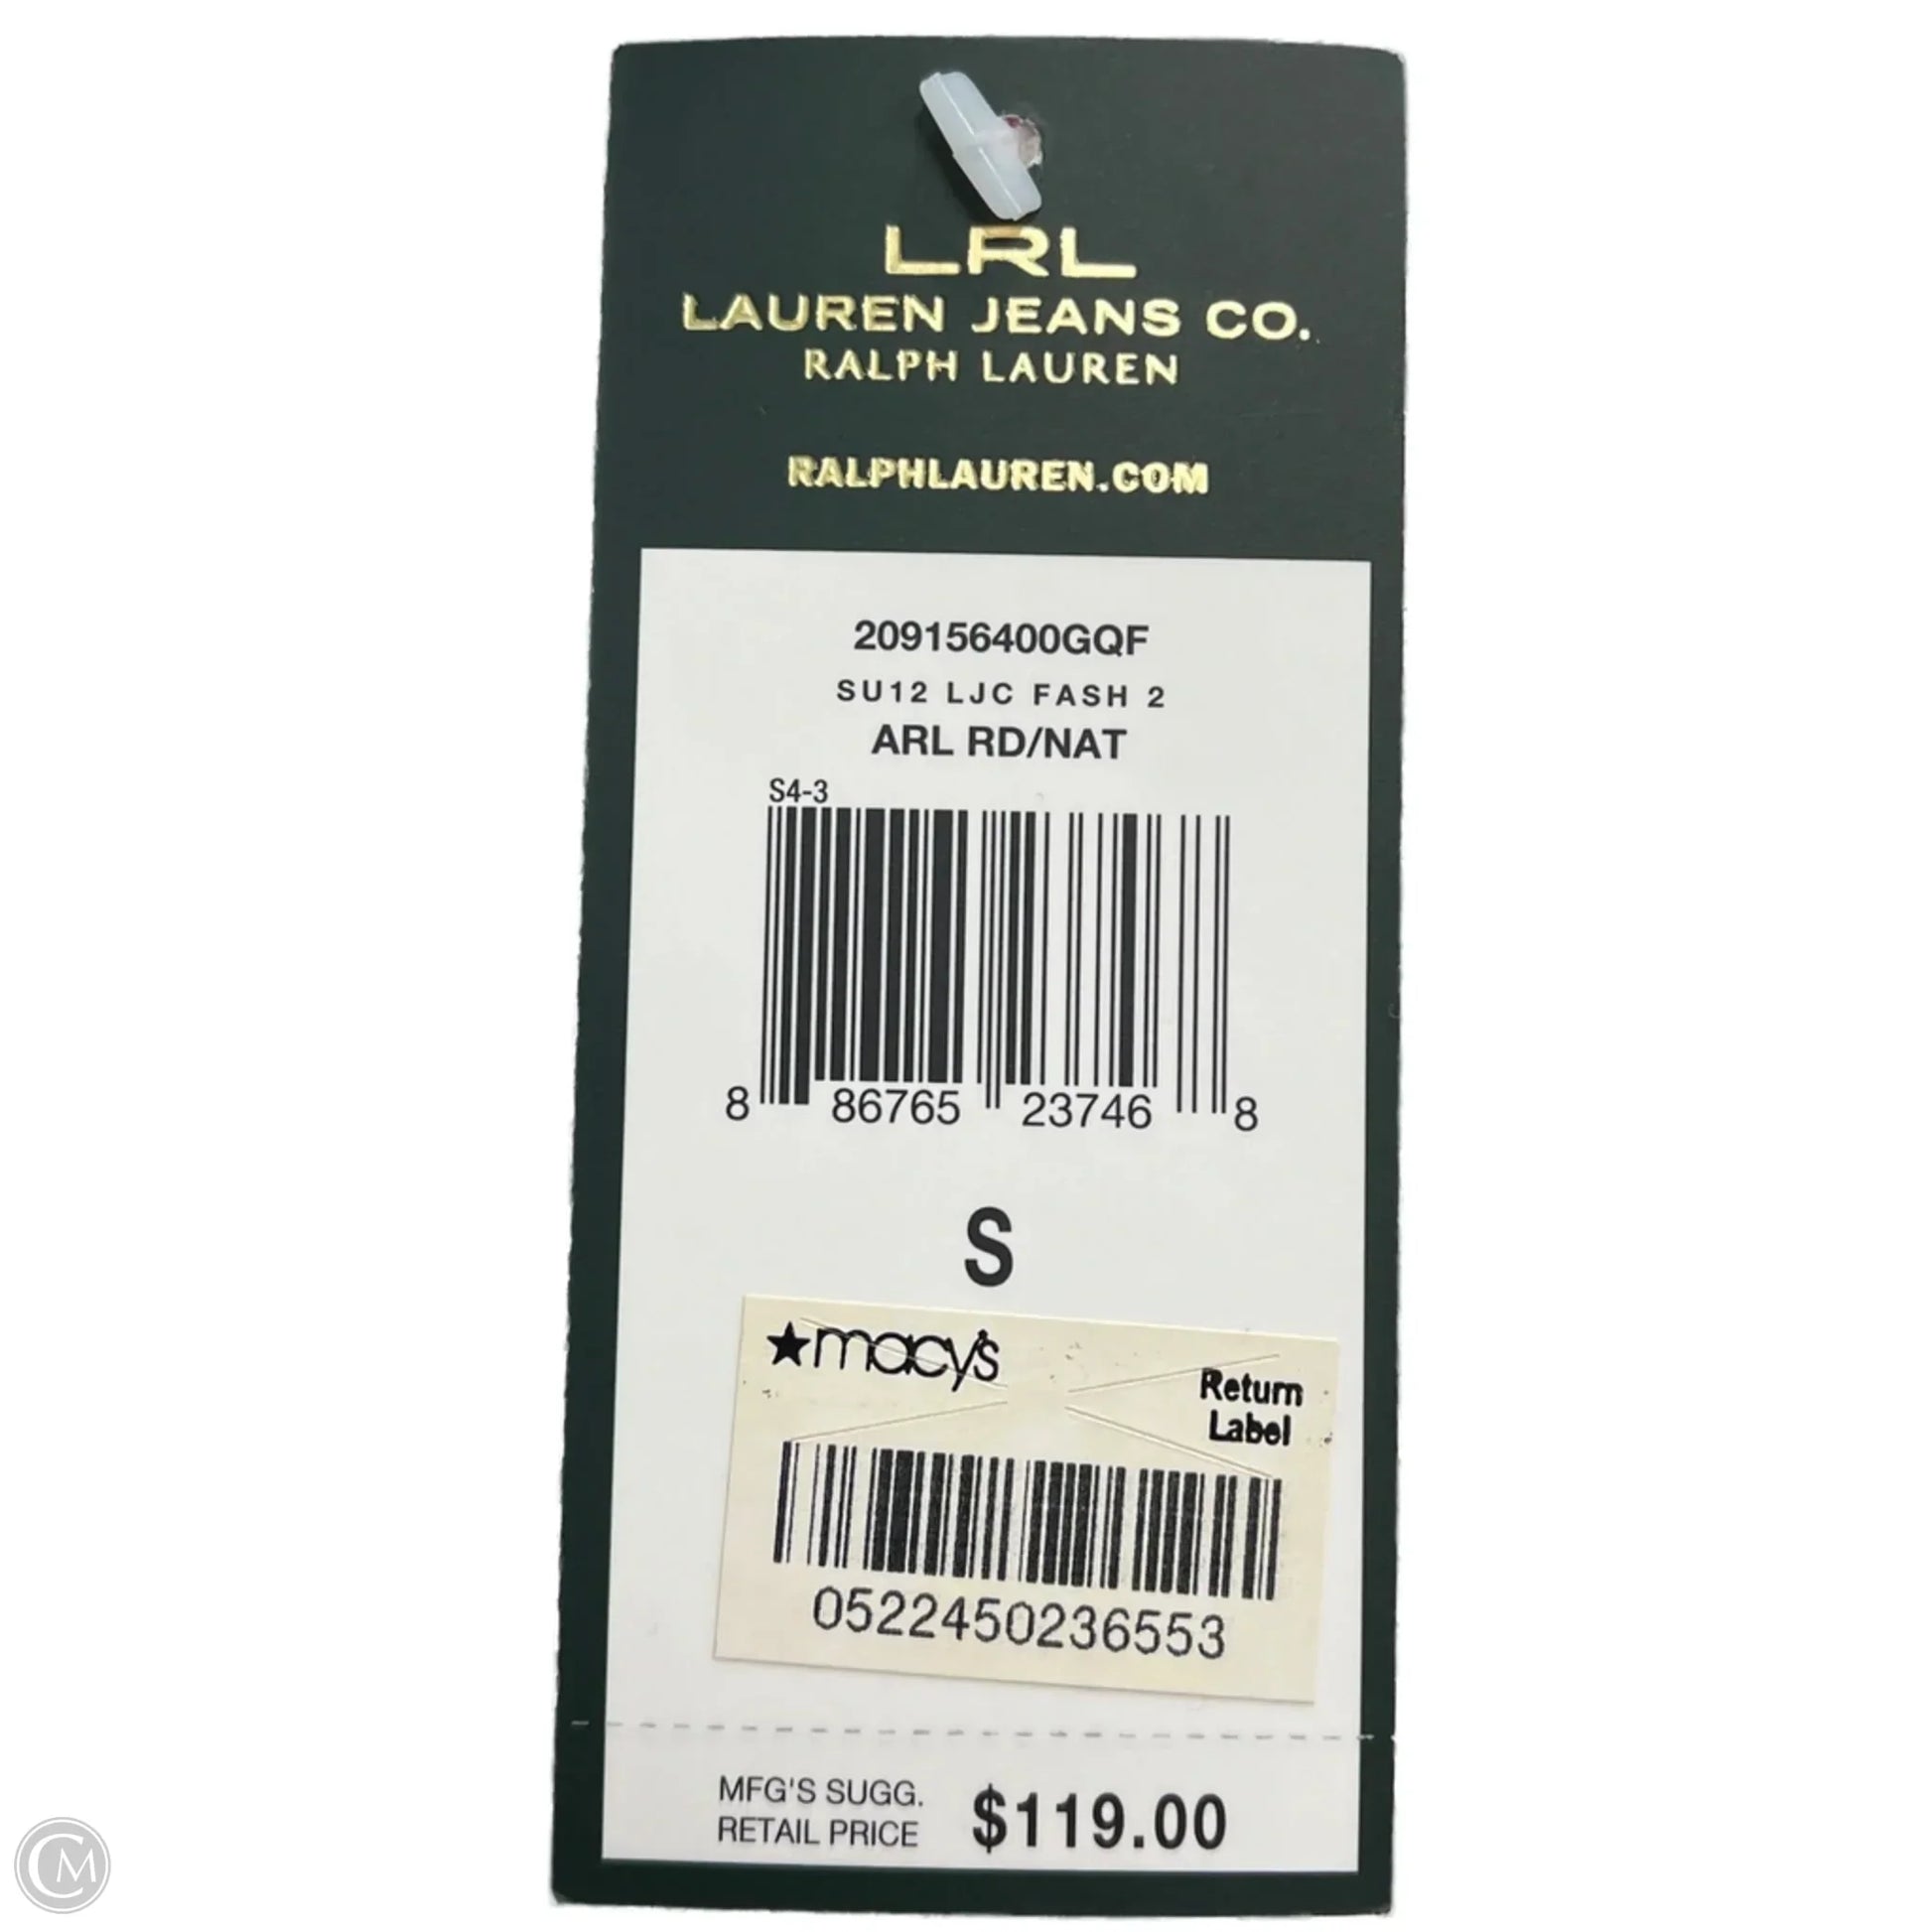 LRL
LAUREN JEANS CO.
RALPH LAUREN
RALPHLAUREN.COM
209156400GQF
SU12 LJC FASH 2
ARL RD/NAT
S4-3
8 86765 23746 8
S
★macy's
Return
Label
0522450236553
MFG'S SUGG.
RETAIL PRICE $119.00
CM